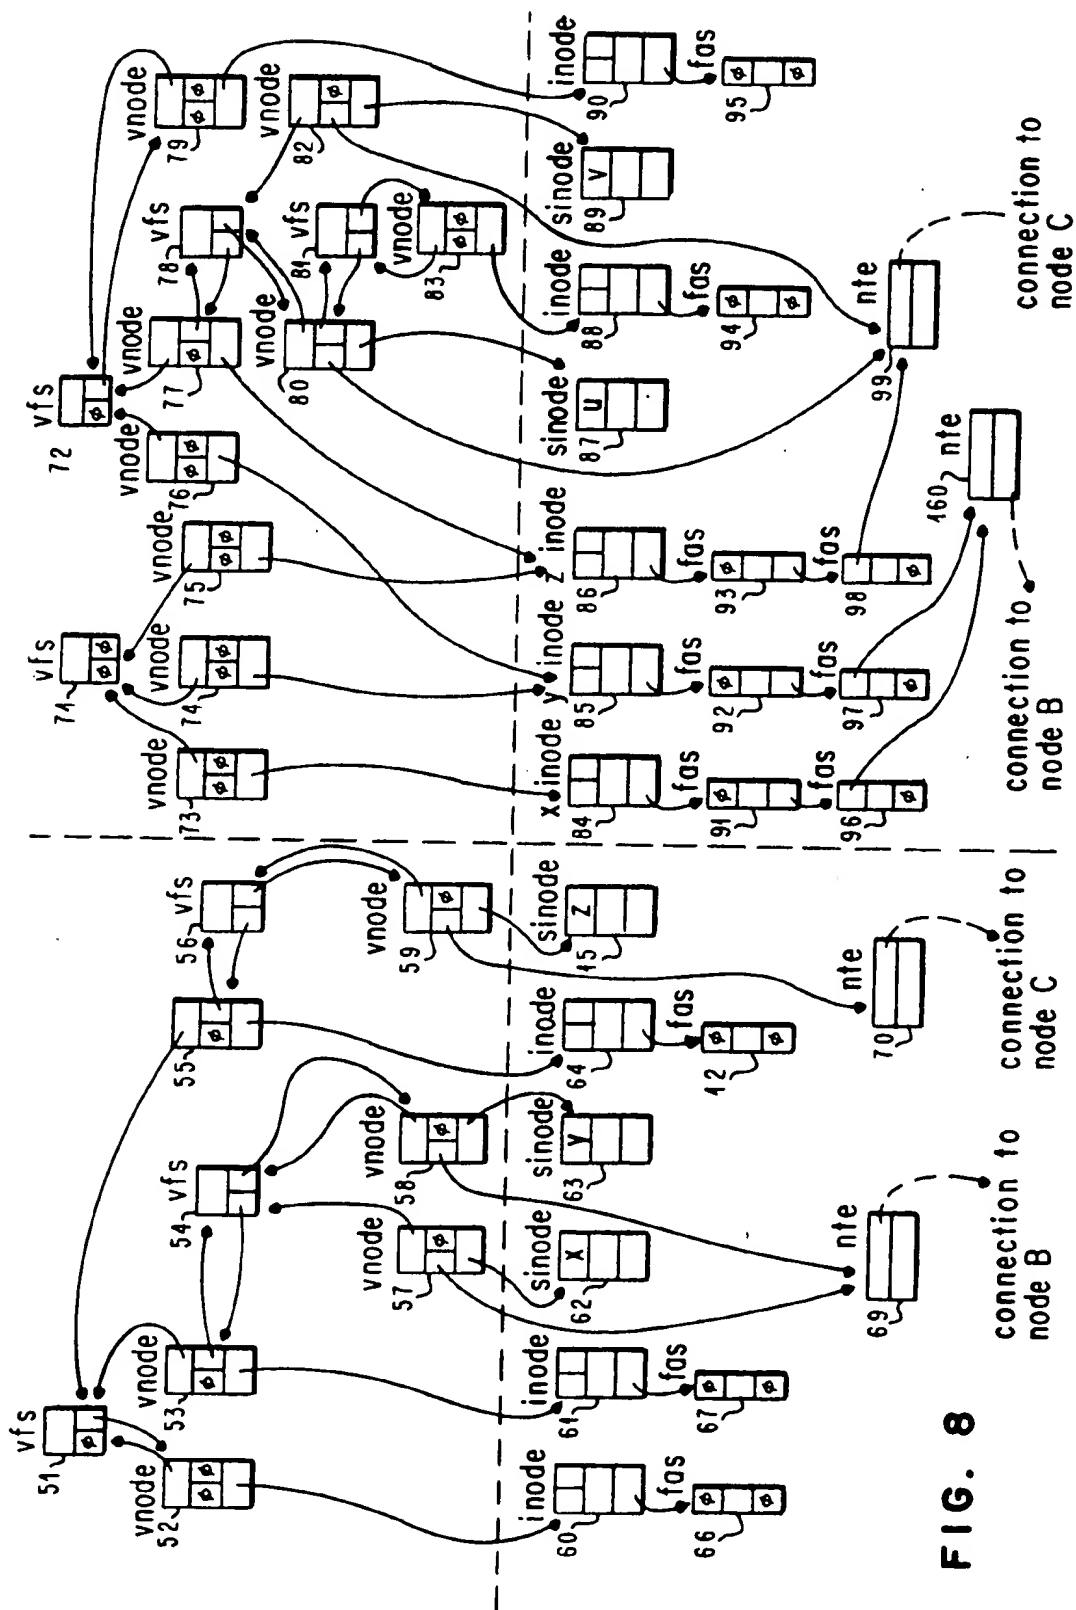 vfs
51
ø
vnode
52
ø ø
vnode
53
ø
vfs
54
vnode
55
ø
vfs
56
vnode
57
ø
vnode
58
ø
vnode
59
ø
inode
60
inode
61
sinode
62
x
sinode
63
y
inode
64
sinode
15
z
fas
66
ø ø
fas
67
ø ø
fas
12
ø ø
nte
69
nte
70
connection to
node B
connection to
node C
vfs
71
ø ø
vfs
72
ø
vnode
73
ø ø
vnode
74
ø ø
vnode
75
ø ø
vnode
76
ø ø
vnode
77
ø
vfs
78
vnode
79
ø ø
vnode
80
vfs
81
vnode
82
ø
vnode
83
ø ø
x inode
84
y inode
85
z inode
86
sinode
87
u
inode
88
sinode
89
v
inode
90
fas
91
ø
fas
92
ø
fas
93
ø
fas
94
ø ø
fas
95
ø ø
fas
96
ø
fas
97
ø
fas
98
ø
nte
99
nte
160
connection to
node B
connection to
node C
FIG. 8